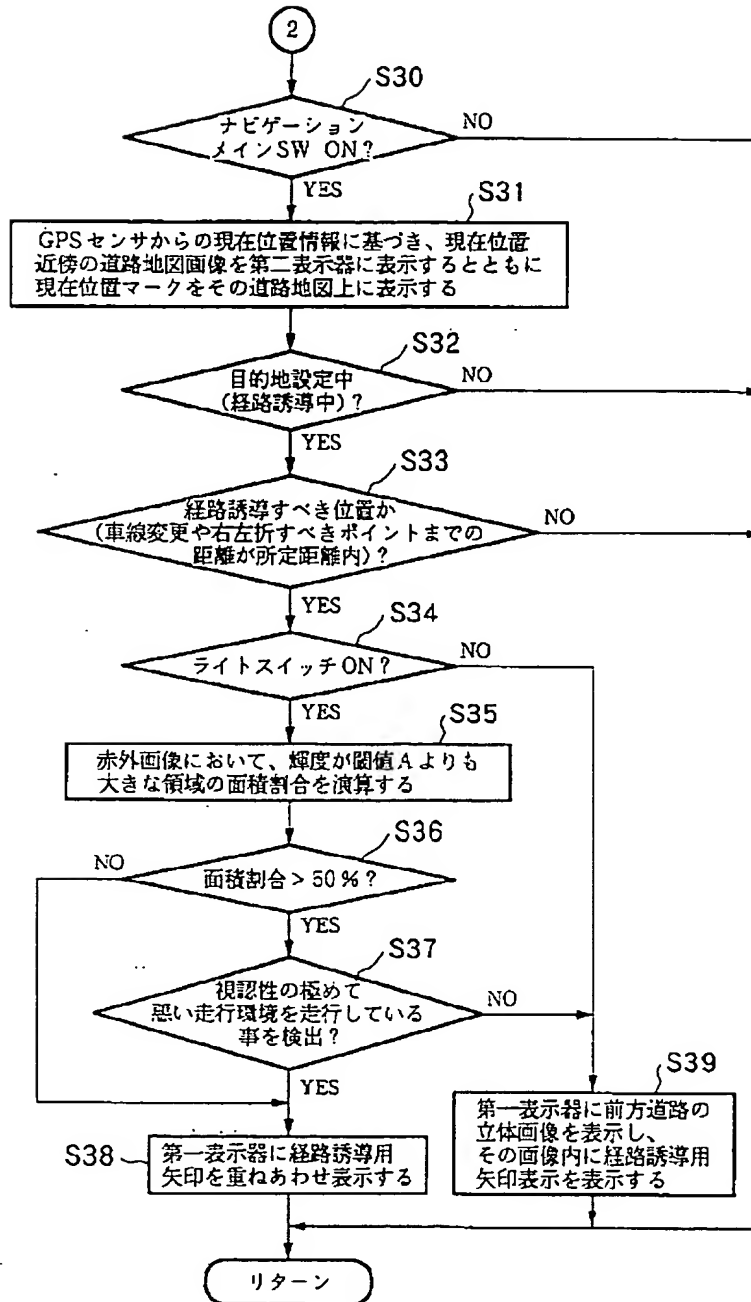 2
S30
ナビゲーション
メインSW ON?
NO
YES
S31
GPSセンサからの現在位置情報に基づき、現在位置
近傍の道路地図画像を第二表示器に表示するとともに
現在位置マークをその道路地図上に表示する
S32
目的地設定中
(経路誘導中)?
NO
YES
S33
経路誘導すべき位置か
(車線変更や右左折すべきポイントまでの
距離が所定距離内)?
NO
YES
S34
ライトスイッチON?
NO
YES
S35
赤外画像において、輝度が閾値Aよりも
大きな領域の面積割合を演算する
S36
NO
面積割合>50%?
YES
S37
視認性の極めて
悪い走行環境を走行している
事を検出?
NO
YES
S39
第一表示器に前方道路の
立体画像を表示し、
その画像内に経路誘導用
矢印表示を表示する
S38
第一表示器に経路誘導用
矢印を重ねあわせ表示する
リターン